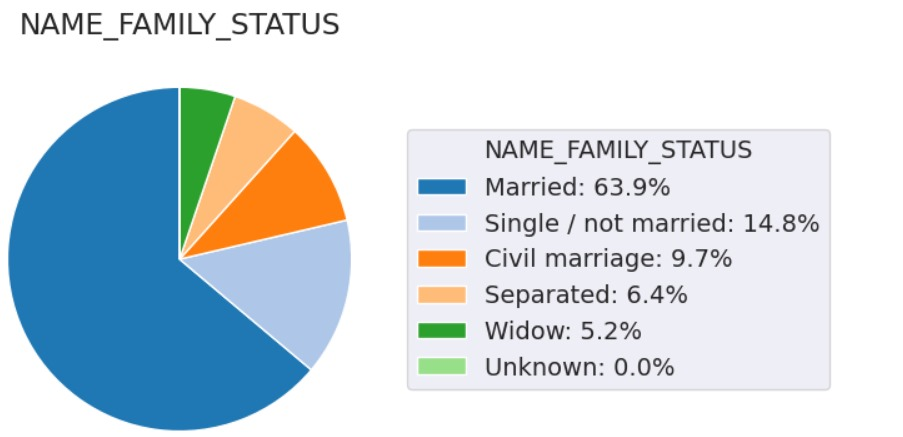 NAME_FAMILY_STATUS
NAME_FAMILY_STATUS
Married: 63.9%
Single / not married: 14.8%
Civil marriage: 9.7%
Separated: 6.4%
Widow: 5.2%
Unknown: 0.0%